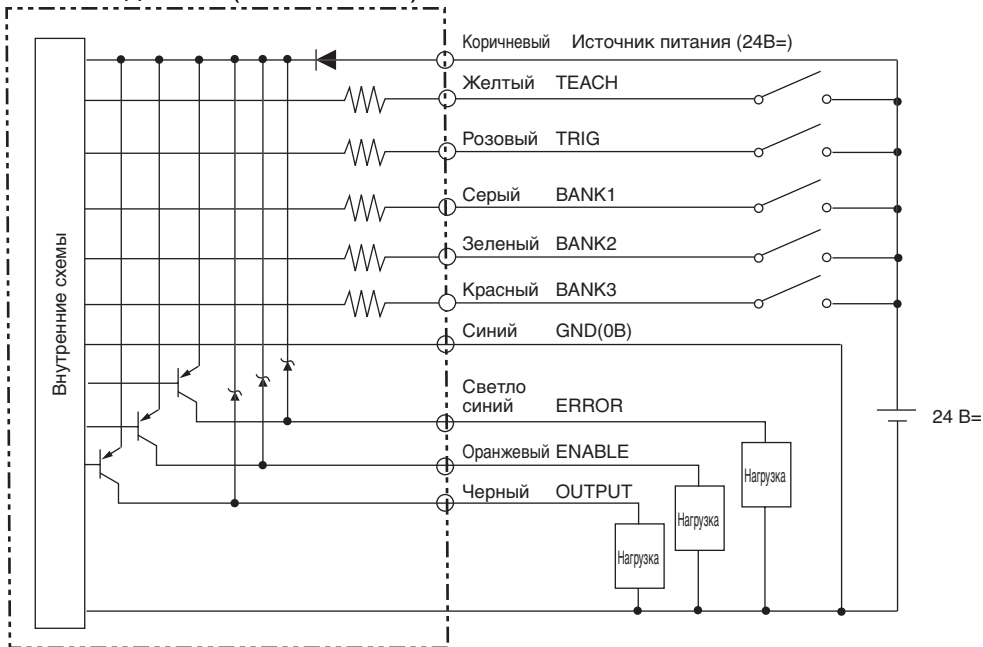 Коричневый Источник питания (24В=)
Желтый TEACH
Розовый TRIG
Серый BANK1
Зеленый BANK2
Красный BANK3
Синий GND(0В)
Светло
синий ERROR
Оранжевый ENABLE
Черный OUTPUT
Внутренние схемы
Нагрузка
Нагрузка
Нагрузка
24 В=